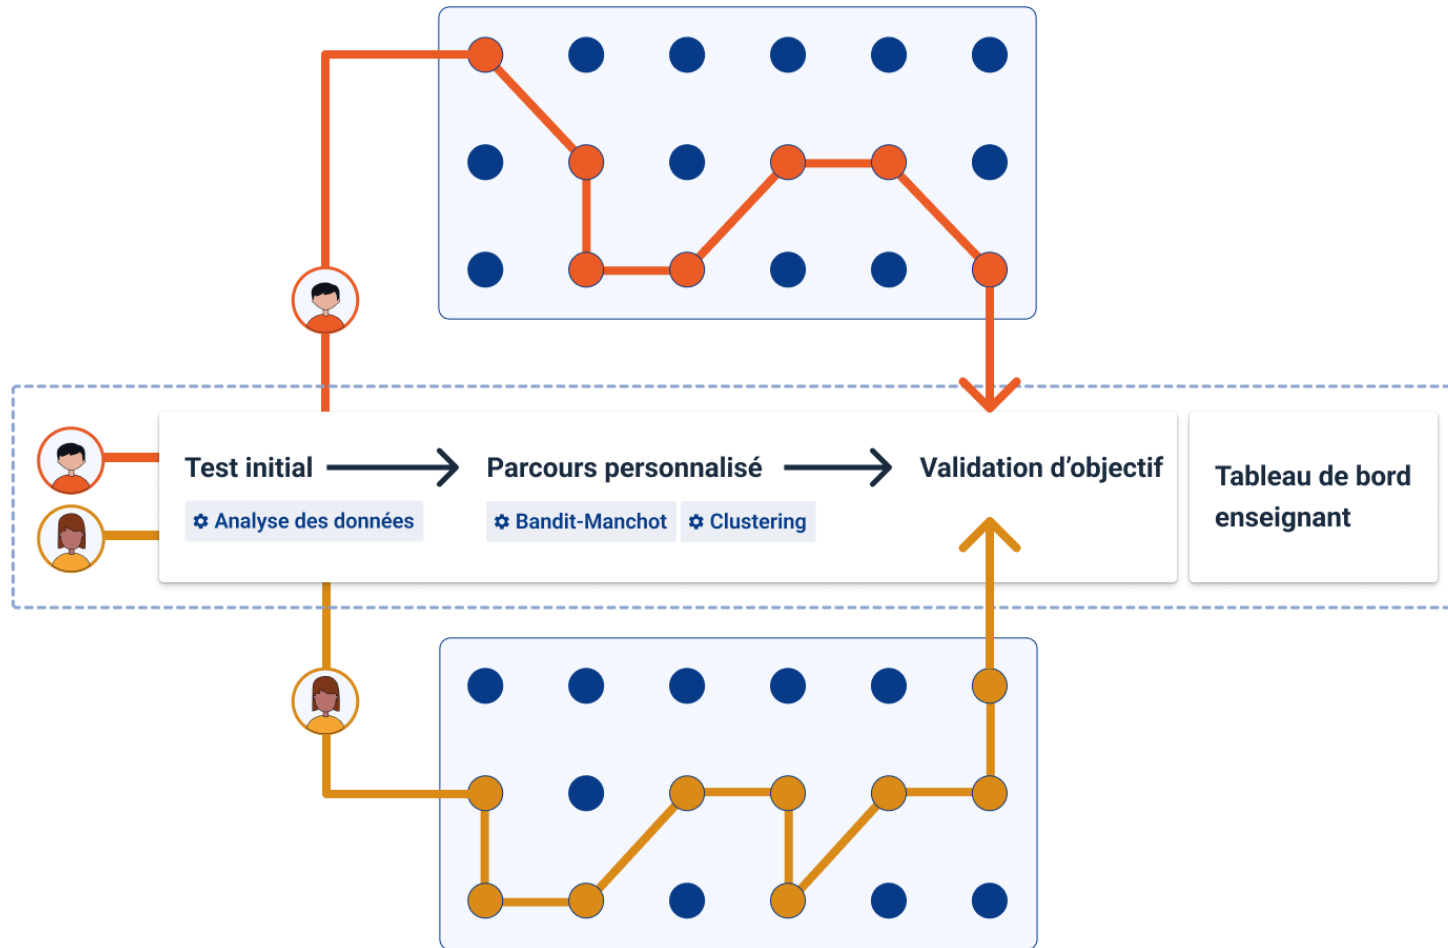 Test initial
Parcours personnalisé
Validation d’objectif
Analyse des données
Bandit-Manchot
Clustering
Tableau de bord
enseignant